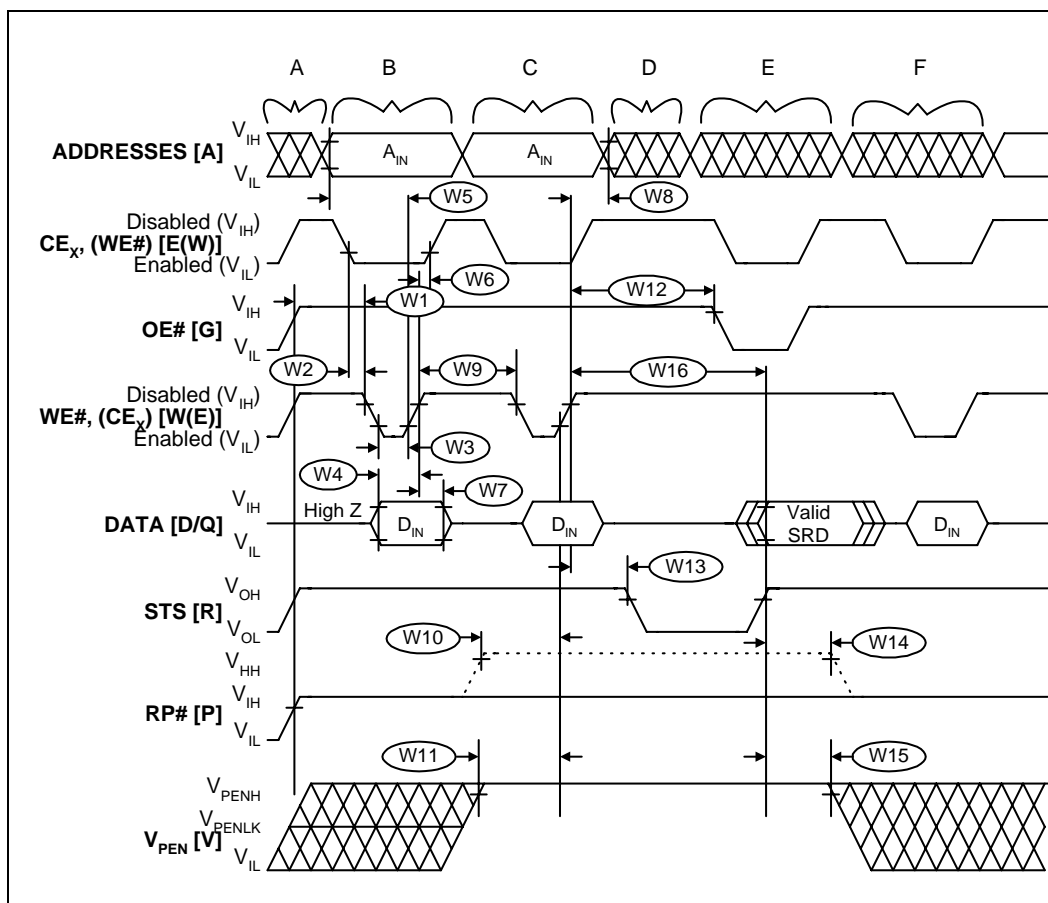 A B C D E F
V_IH
ADDRESSES [A] A_IN A_IN
V_IL
W5 W8
Disabled (V_IH)
CE_X, (WE#) [E(W)]
Enabled (V_IL)
W6
W1 W12
V_IH
OE# [G]
V_IL
W2 W9 W16
Disabled (V_IH)
WE#, (CE_X) [W(E)]
Enabled (V_IL)
W3
W4 W7
V_IH High Z
DATA [D/Q] D_IN D_IN Valid SRD D_IN
V_IL
W13
V_OH
STS [R]
V_OL
W10 W14
V_HH
V_IH
RP# [P]
V_IL
W11 W15
V_PENH
V_PENLK
V_PEN [V]
V_IL